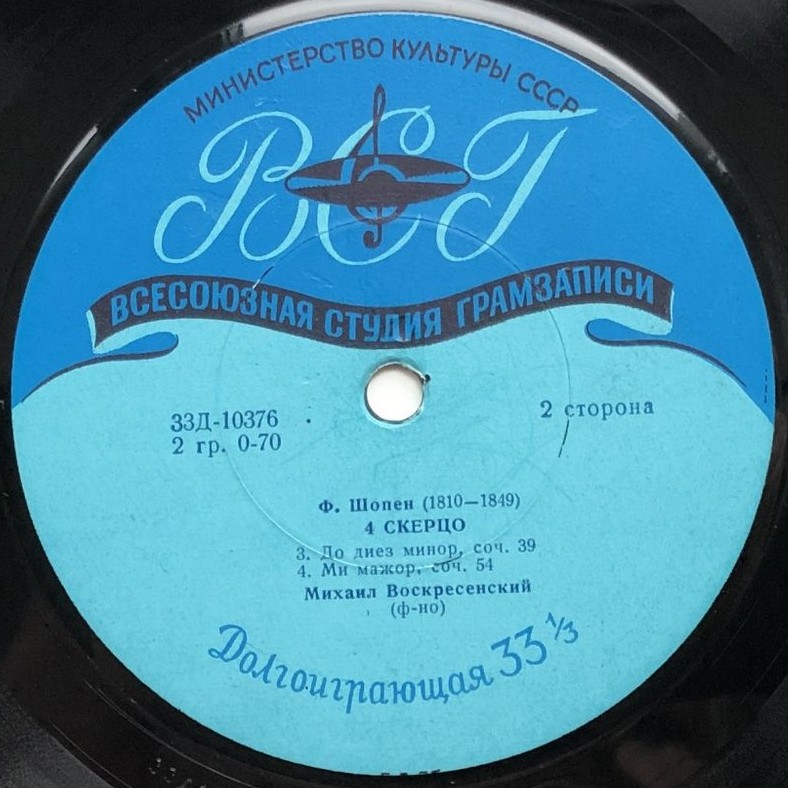 МИНИСТЕРСТВО КУЛЬТУРЫ СССР
ВСГ
ВСЕСОЮЗНАЯ СТУДИЯ ГРАМЗАПИСИ
33Д-10376
2 гр. 0-70
2 сторона
Ф. Шопен (1810—1849)
4 СКЕРЦО
3. До диез минор, соч. 39
4. Ми мажор, соч. 54
Михаил Воскресенский
(ф-но)
Долгоиграющая 33 1/3